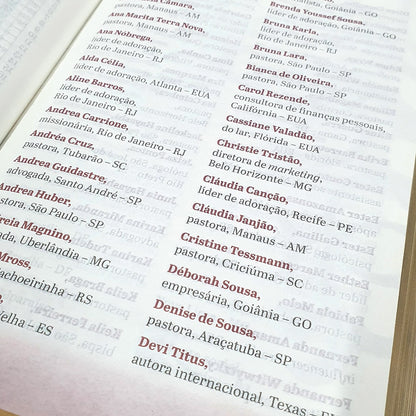 pastora, Manaus – AM
Ana Marita Terra Nova,
pastora, Manaus – AM
Ana Nóbrega,
líder de adoração,
Rio de Janeiro – RJ
Alda Célia,
líder de adoração, Atlanta – EUA
Aline Barros,
líder de adoração,
Rio de Janeiro – RJ
Andrea Carrione,
missionária, Rio de Janeiro – RJ
Andréa Cruz,
pastora, Tubarão – SC
Andrea Guidastre,
advogada, Santo André – SP
Andrea Huber,
pastora, São Paulo – SP
Magnino,
Uberlândia – MG
Mross,
achoeirinha – RS
– ES
Brenda Youssef Sousa,
líder de adoração, Goiânia – GO
Bruna Karla,
líder de adoração,
Rio de Janeiro – RJ
Bruna Lara,
pastora, São Paulo – SP
Bianca de Oliveira,
pastora, São Paulo – SP
Carol Rezende,
consultora de finanças pessoais,
Califórnia – EUA
Cassiane Valadão,
do lar, Flórida – EUA
Christie Tristão,
diretora de marketing,
Belo Horizonte – MG
Cláudia Canção,
líder de adoração, Recife – PE
Cláudia Janjão,
pastora, Manaus – AM
Cristine Tessmann,
pastora, Criciúma – SC
Déborah Sousa,
empresária, Goiânia – GO
Denise de Sousa,
pastora, Araçatuba – SP
Devi Titus,
autora internacional, Texas –